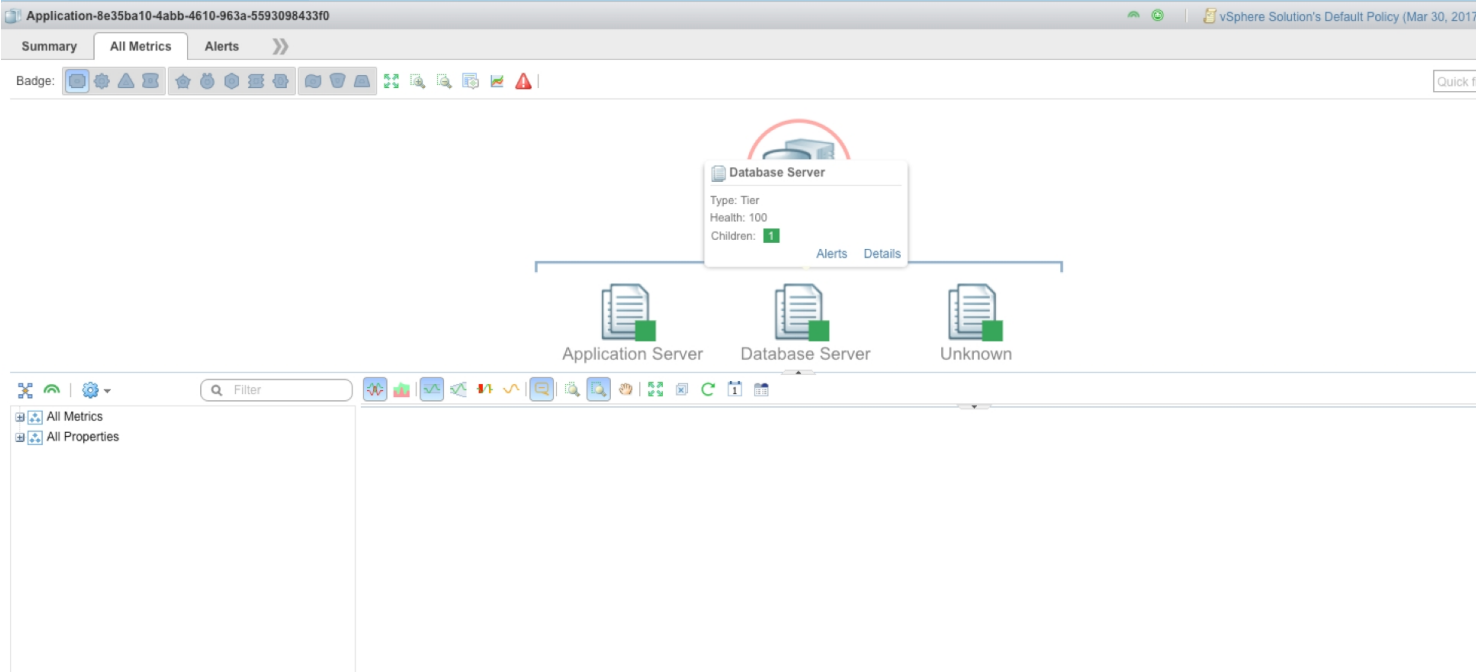 Application-8e35ba10-4abb-4610-963a-5593098433f0
vSphere Solution's Default Policy (Mar 30, 2017
Summary
All Metrics
Alerts
Badge:
Quick f
Database Server
Type: Tier
Health: 100
Children: 1
Alerts Details
Application Server
Database Server
Unknown
Filter
1
All Metrics
All Properties